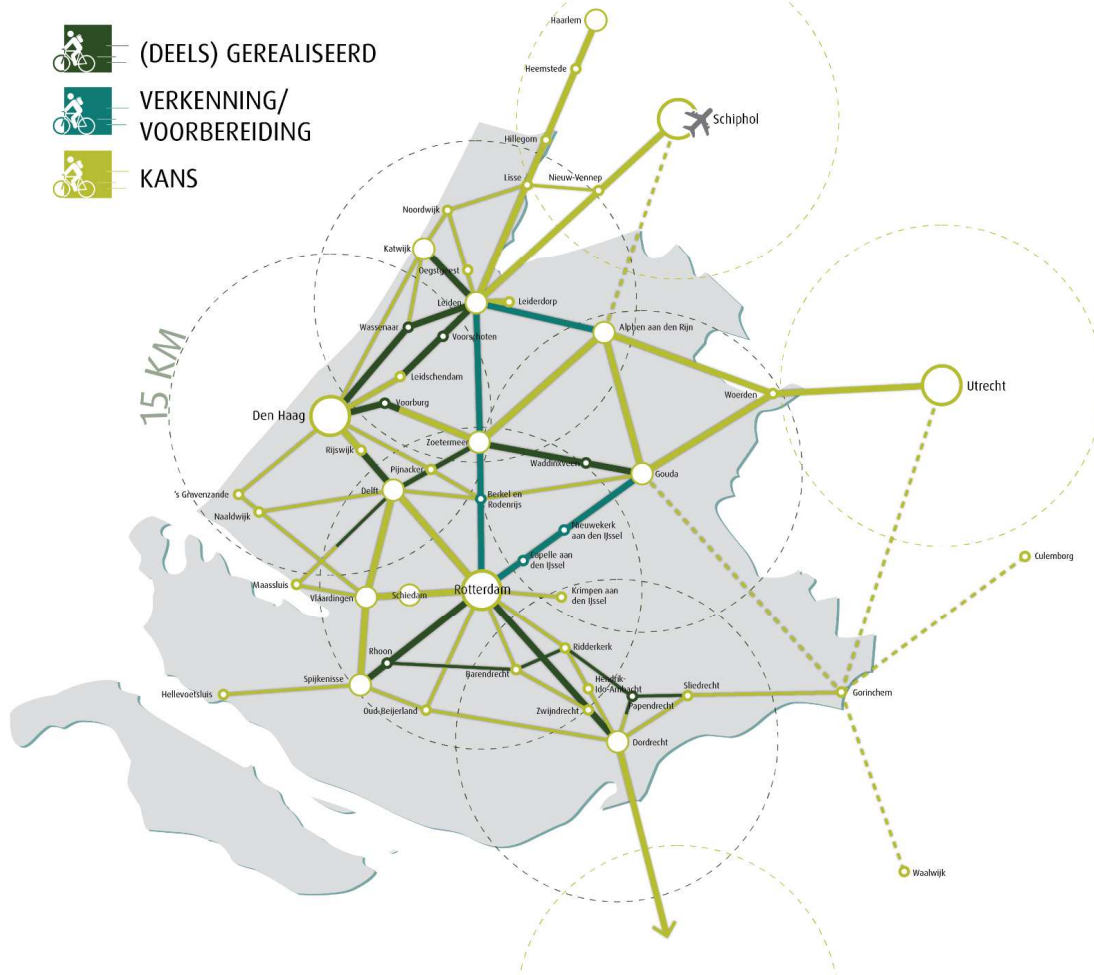 (DEELS) GEREALISEERD
VERKENNING/
VOORBEREIDING
KANS
15 KM
Haarlem
Heemstede
Schiphol
Hillegom
Lisse
Nieuw-Vennep
Noordwijk
Katwijk
Oegstgeest
Leiden
Leiderdorp
Wassenaar
Voorschoten
Alphen aan den Rijn
Leidschendam
Woerden
Utrecht
Voorburg
Den Haag
Zoetermeer
Rijswijk
Pijnacker
Waddinxveen
Gouda
's Gravenzande
Delft
Berkel en
Rodenrijs
Naaldwijk
Nieuwekerk
aan den IJssel
Capelle aan
den IJssel
Culemborg
Maassluis
Vlaardingen
Schiedam
Rotterdam
Krimpen aan
den IJssel
Rhoon
Ridderkerk
Barendrecht
Spijkenisse
Hendrik-
Ido-Ambacht
Hellevoetsluis
Sliedrecht
Gorinchem
Papendrecht
Oud-Beijerland
Zwijndrecht
Dordrecht
Waalwijk